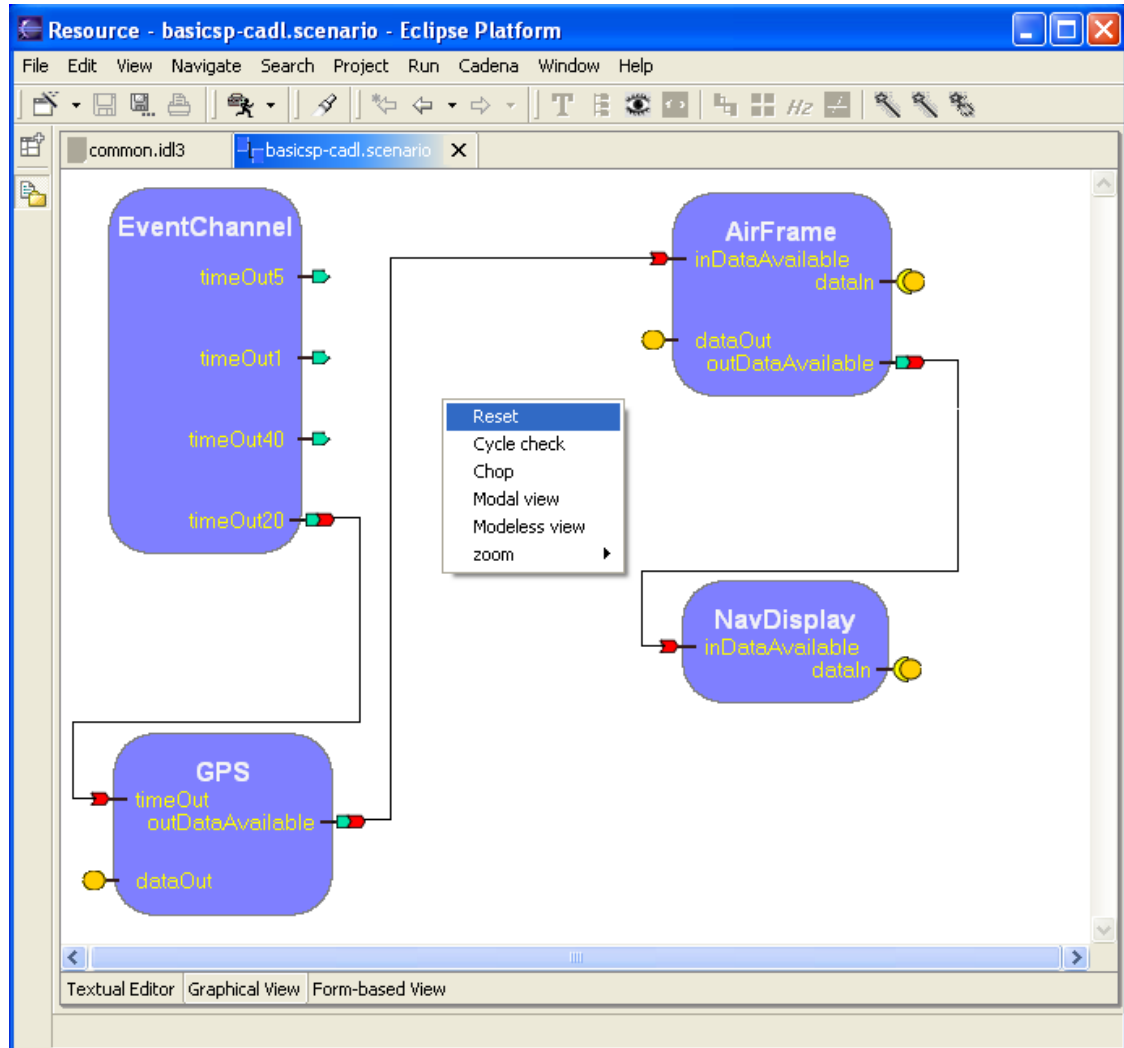 Resource - basicsp-cadl.scenario - Eclipse Platform
File Edit View Navigate Search Project Run Cadena Window Help
T Hz
common.idl3 basicsp-cadl.scenario
EventChannel
timeOut5
timeOut1
timeOut40
timeOut20
AirFrame
inDataAvailable
dataIn
dataOut
outDataAvailable
Reset
Cycle check
Chop
Modal view
Modeless view
zoom
NavDisplay
inDataAvailable
dataIn
GPS
timeOut
outDataAvailable
dataOut
Textual Editor Graphical View Form-based View